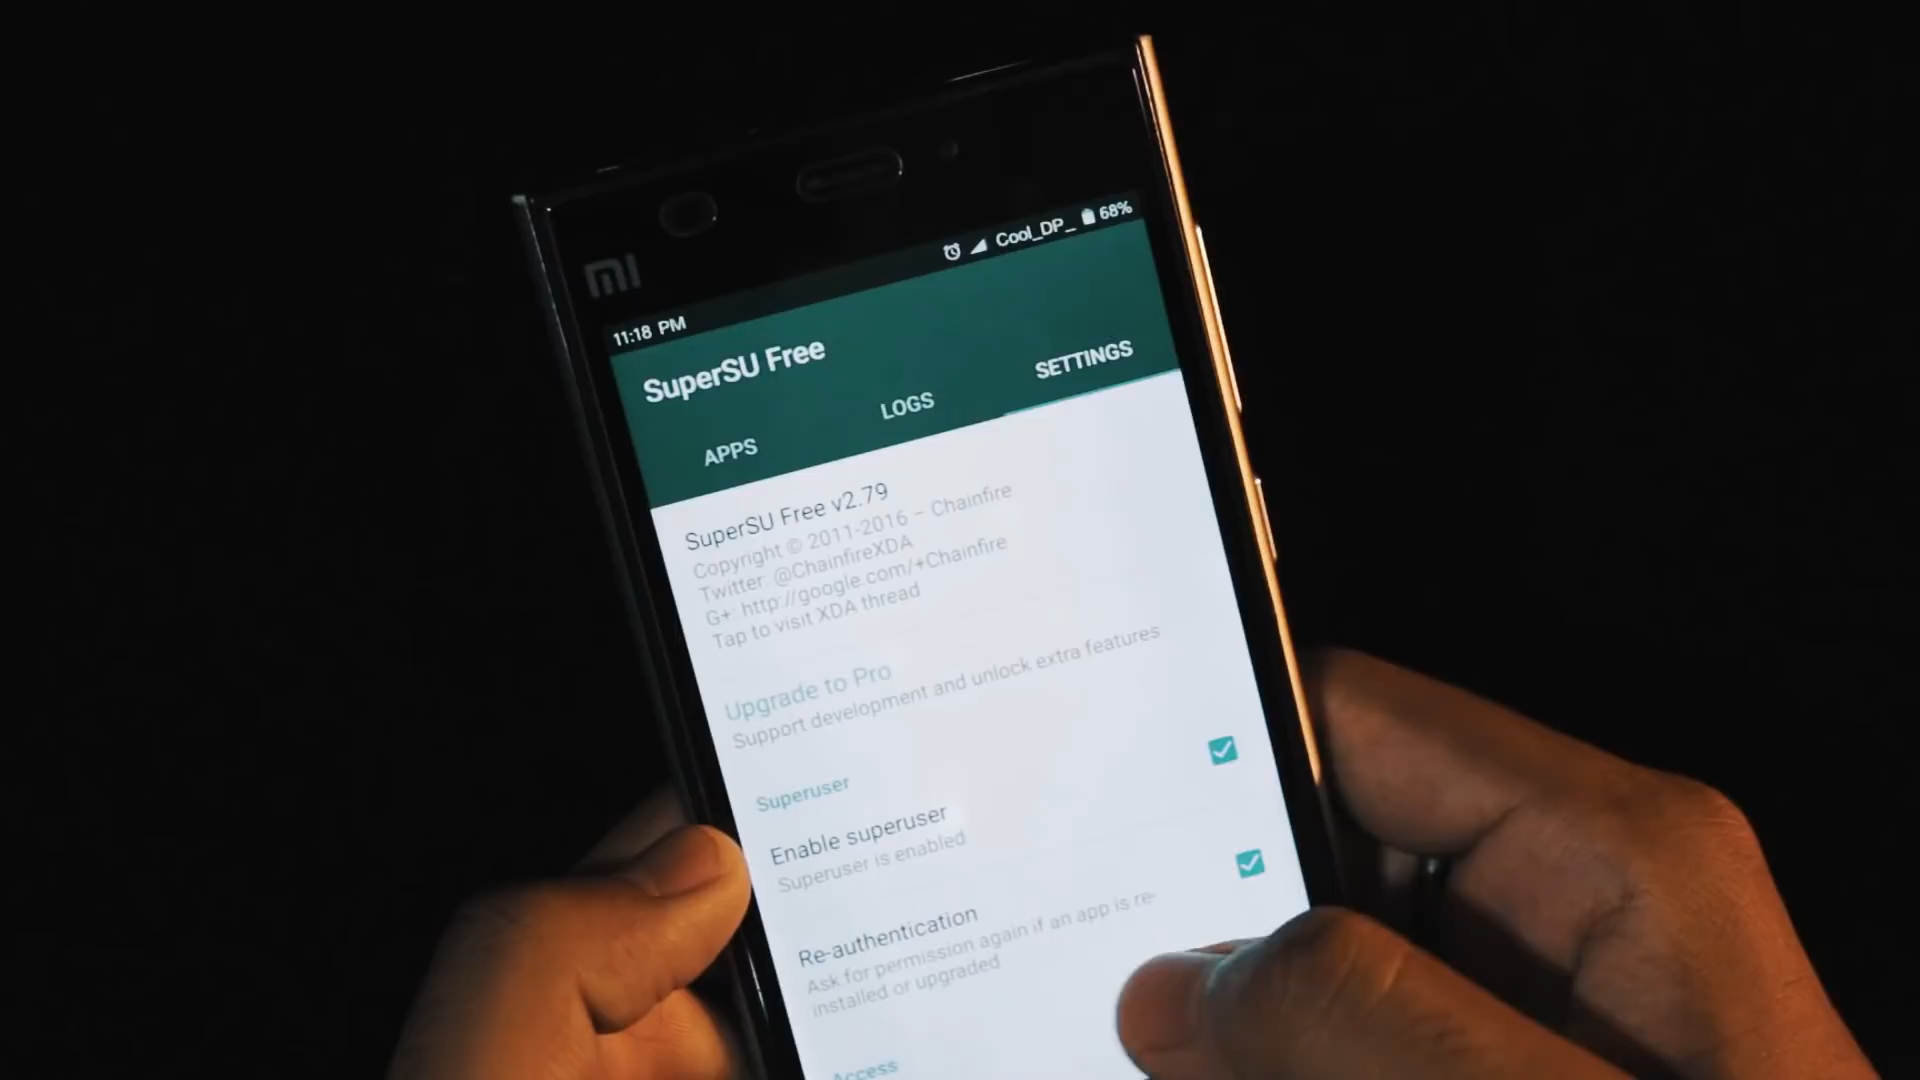 mi
11:18 PM
Cool_DP_ 68%
SuperSU Free
APPS LOGS SETTINGS
SuperSU Free v2.79
Copyright © 2011-2016 – Chainfire
Twitter: @ChainfireXDA
G+: http://google.com/+Chainfire
Tap to visit XDA thread
Upgrade to Pro
Support development and unlock extra features
Superuser
Enable superuser
Superuser is enabled
Re-authentication
Ask for permission again if an app is re-
installed or upgraded
Access